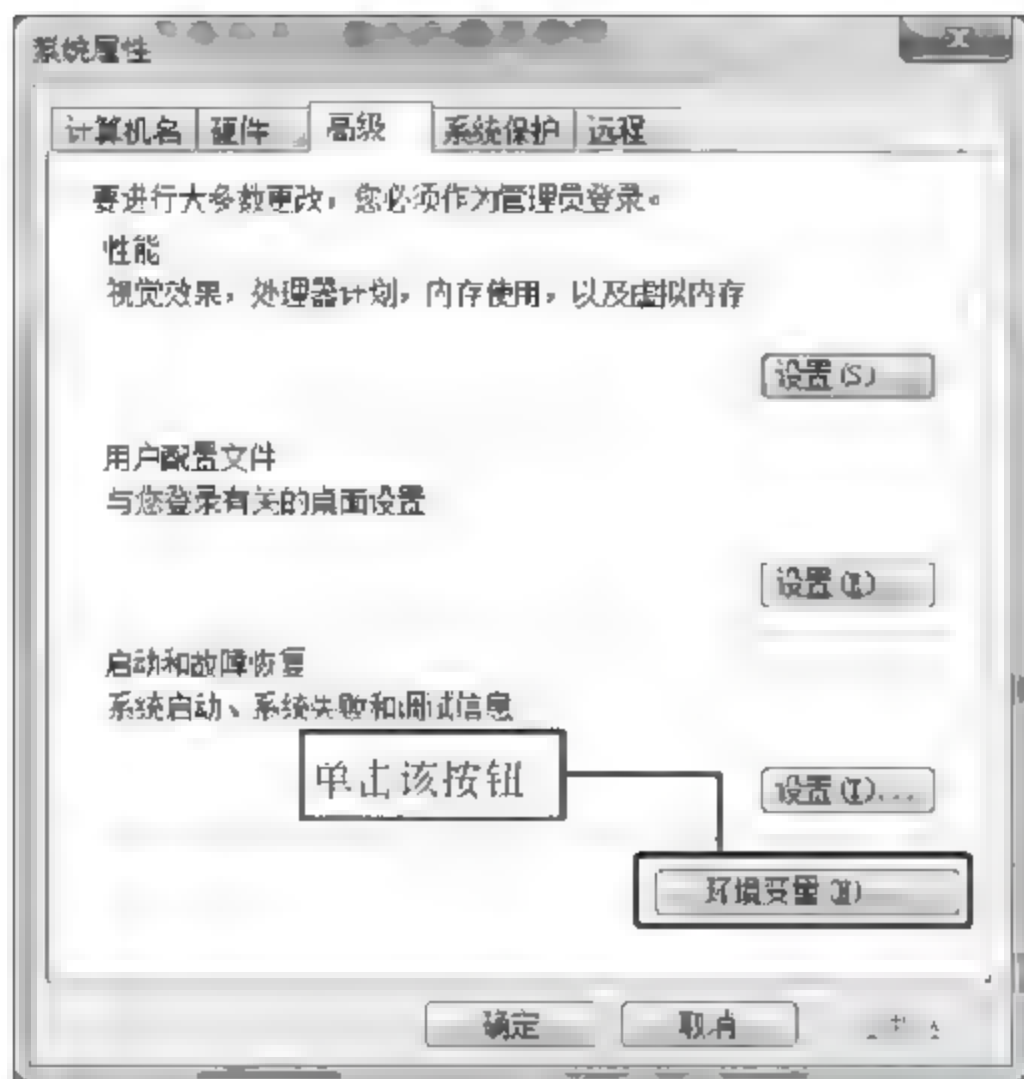 系统属性
计算机名 硬件 高级 系统保护 远程
要进行大多数更改，您必须作为管理员登录。
性能
视觉效果，处理器计划，内存使用，以及虚拟内存
设置(S)
用户配置文件
与您登录有关的桌面设置
设置(E)
启动和故障恢复
系统启动、系统失败和调试信息
单击该按钮
设置(T)...
环境变量(N)
确定 取消